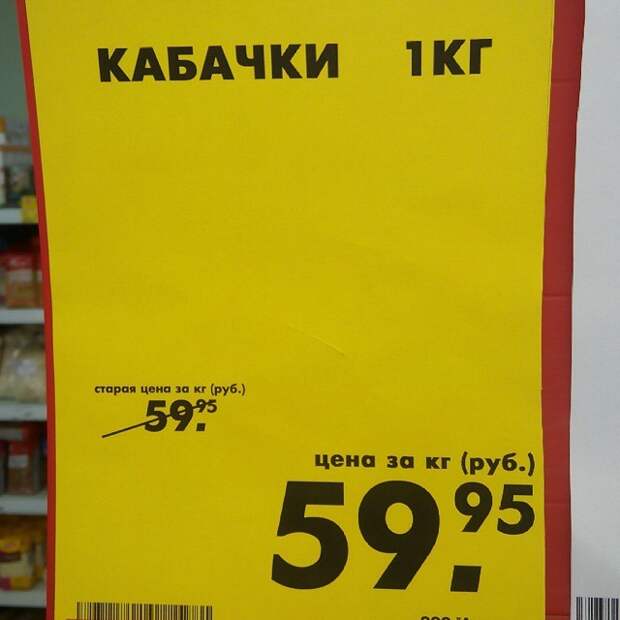 КАБАЧКИ 1КГ
старая цена за кг (руб.)
59.95
цена за кг (руб.)
59.95